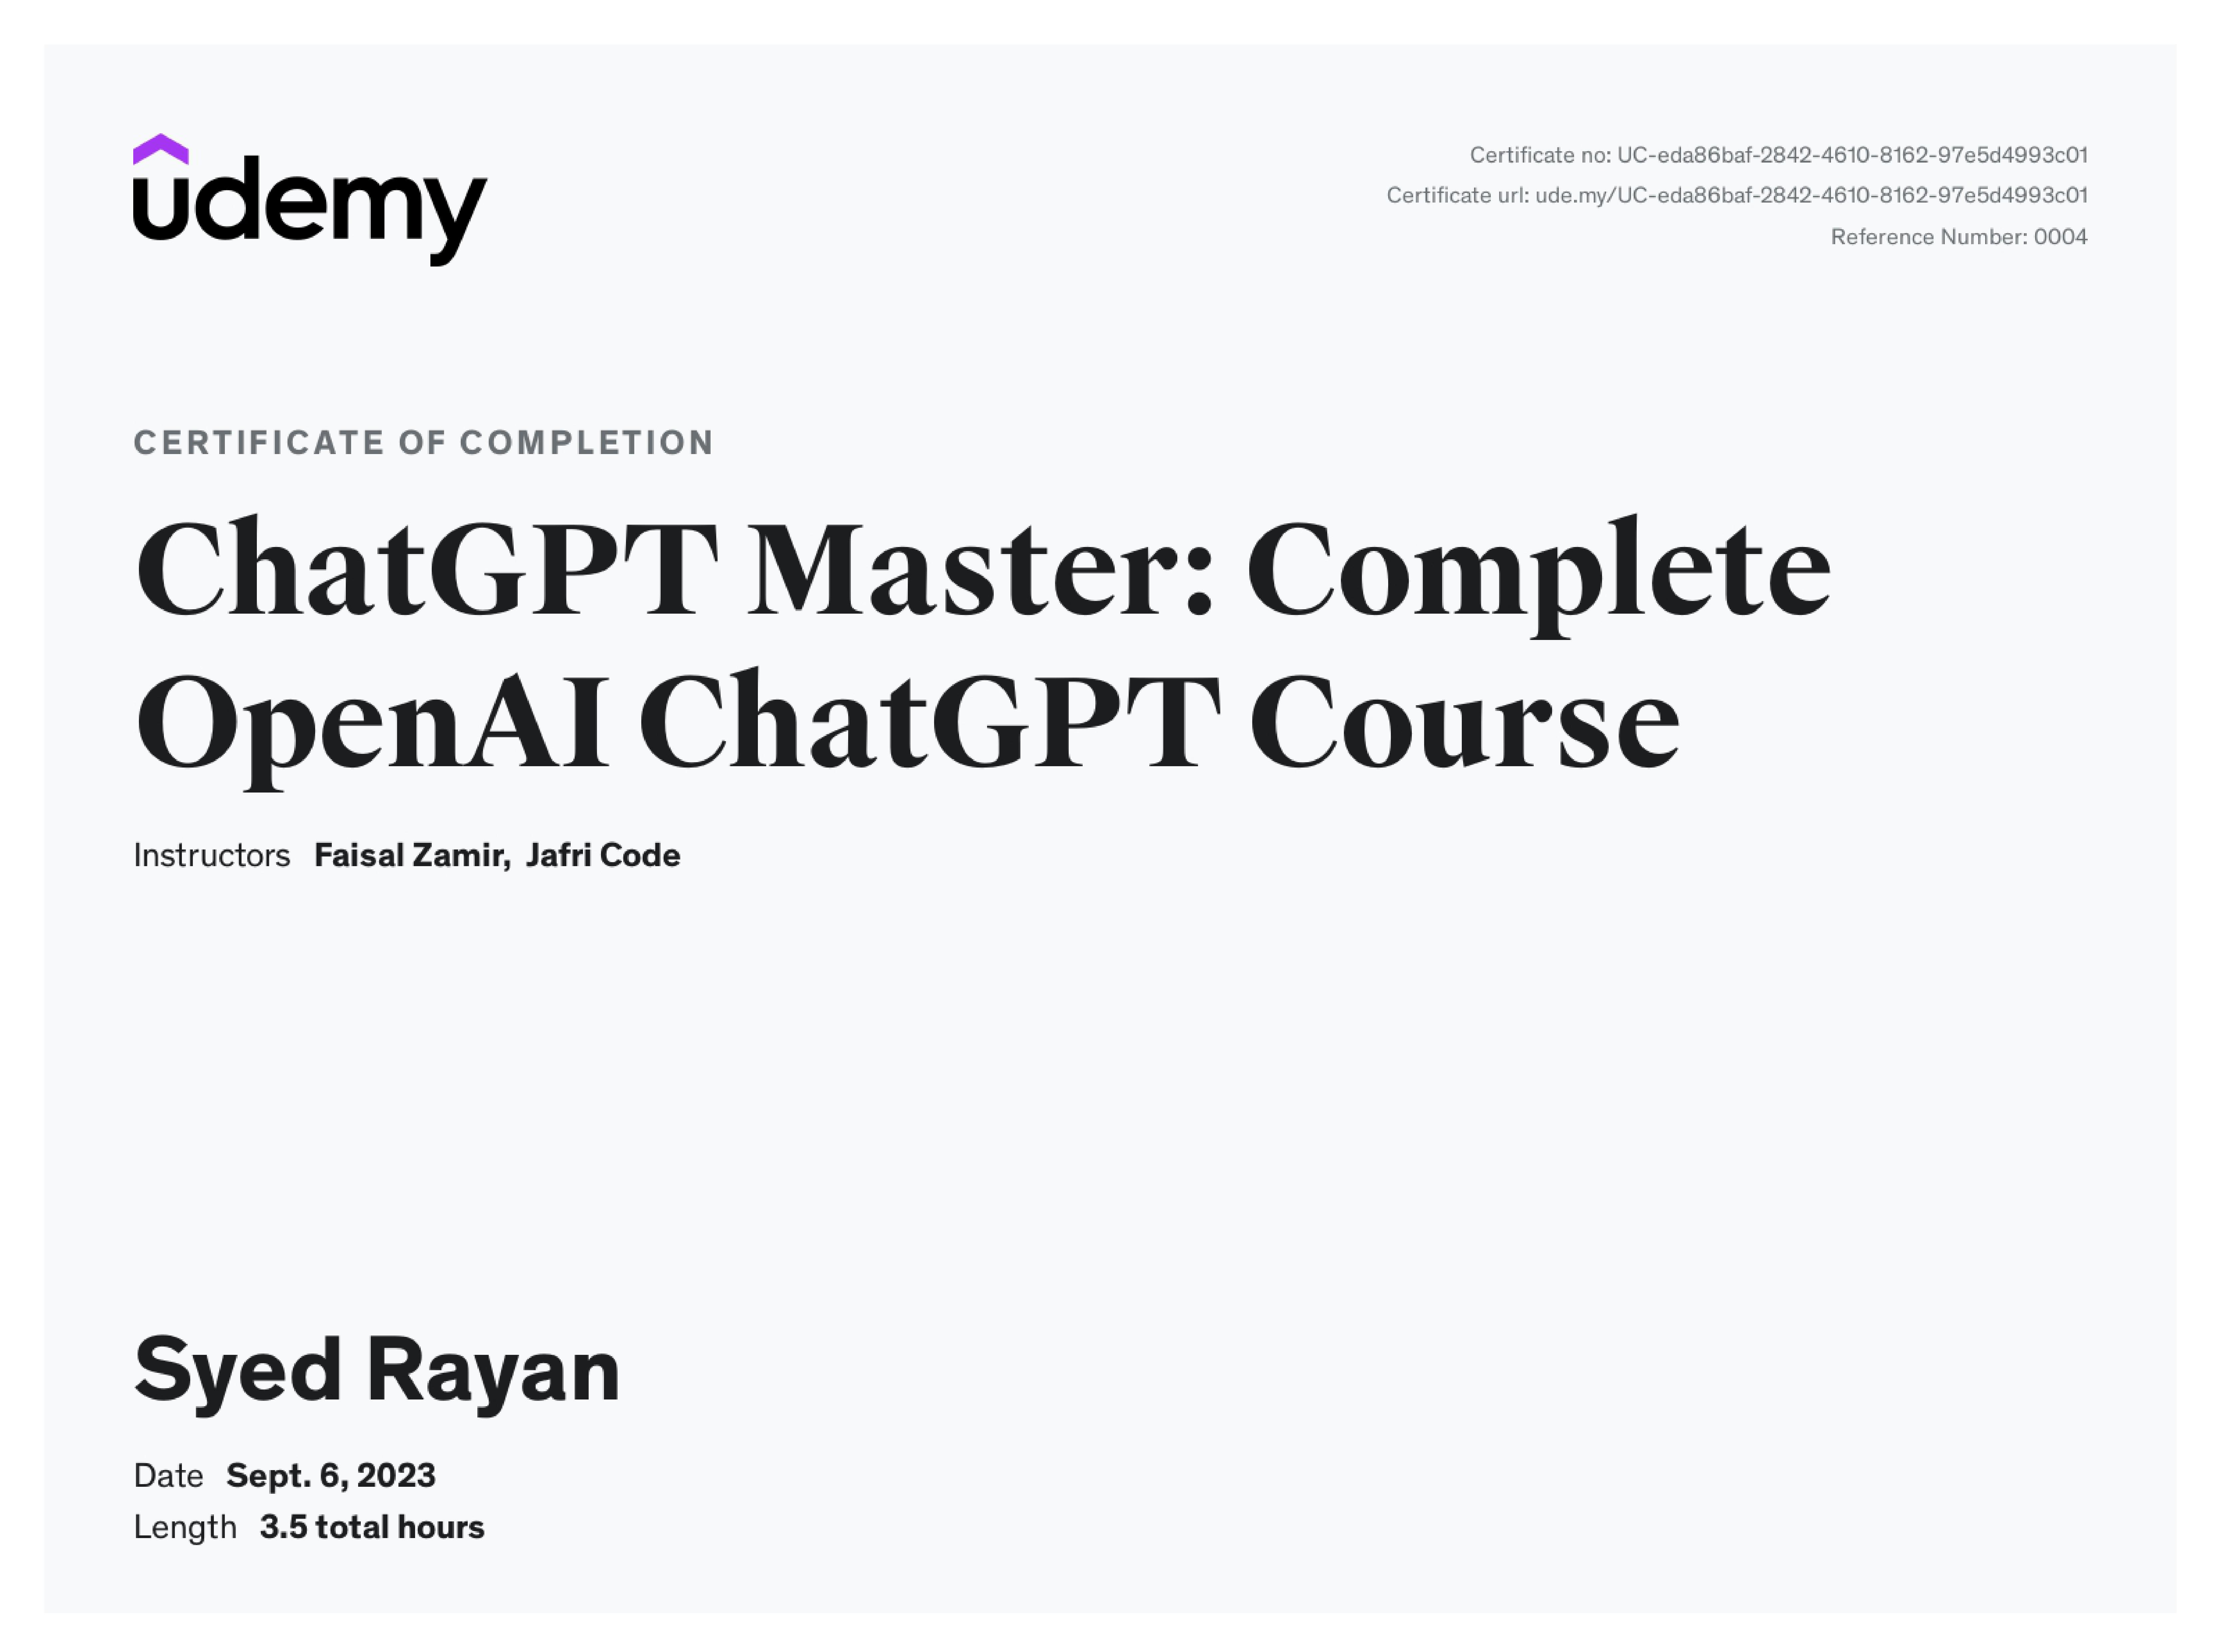 udemy
Certificate no: UC-eda86baf-2842-4610-8162-97e5d4993c01
Certificate url: ude.my/UC-eda86baf-2842-4610-8162-97e5d4993c01
Reference Number: 0004
CERTIFICATE OF COMPLETION
ChatGPT Master: Complete
OpenAI ChatGPT Course
Instructors Faisal Zamir, Jafri Code
Syed Rayan
Date Sept. 6, 2023
Length 3.5 total hours